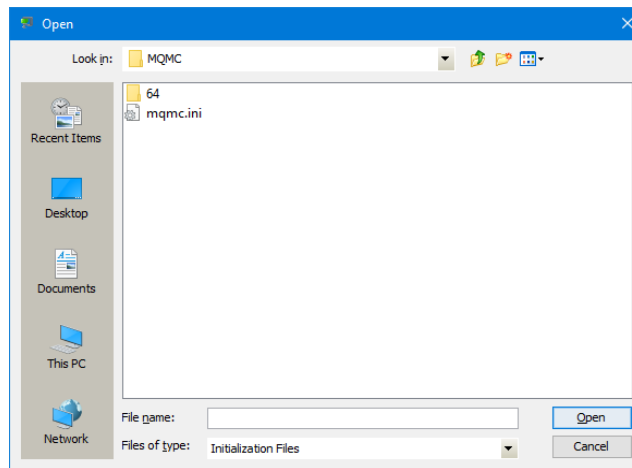 Open
Look in: MQMC
64
mqmc.ini
Recent Items
Desktop
Documents
This PC
Network
File name: Open
Files of type: Initialization Files Cancel